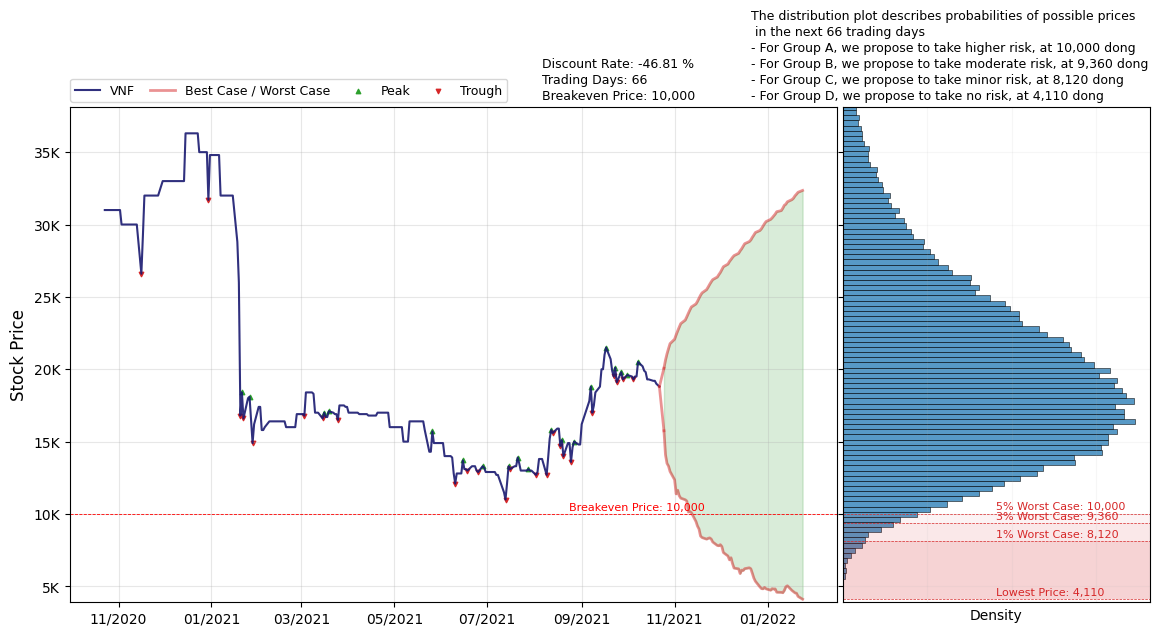 The distribution plot describes probabilities of possible prices
in the next 66 trading days
- For Group A, we propose to take higher risk, at 10,000 dong
- For Group B, we propose to take moderate risk, at 9,360 dong
- For Group C, we propose to take minor risk, at 8,120 dong
- For Group D, we propose to take no risk, at 4,110 dong
Discount Rate: -46.81 %
Trading Days: 66
Breakeven Price: 10,000
VNF
Best Case / Worst Case
Peak
Trough
Stock Price
35K
30K
25K
20K
15K
10K
5K
Breakeven Price: 10,000
5% Worst Case: 10,000
3% Worst Case: 9,360
1% Worst Case: 8,120
Lowest Price: 4,110
11/2020
01/2021
03/2021
05/2021
07/2021
09/2021
11/2021
01/2022
Density